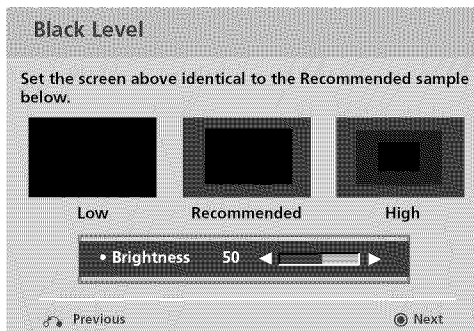 Black Level
Set the screen above identical to the Recommended sample
below.
Low Recommended High
• Brightness 50
Previous Next